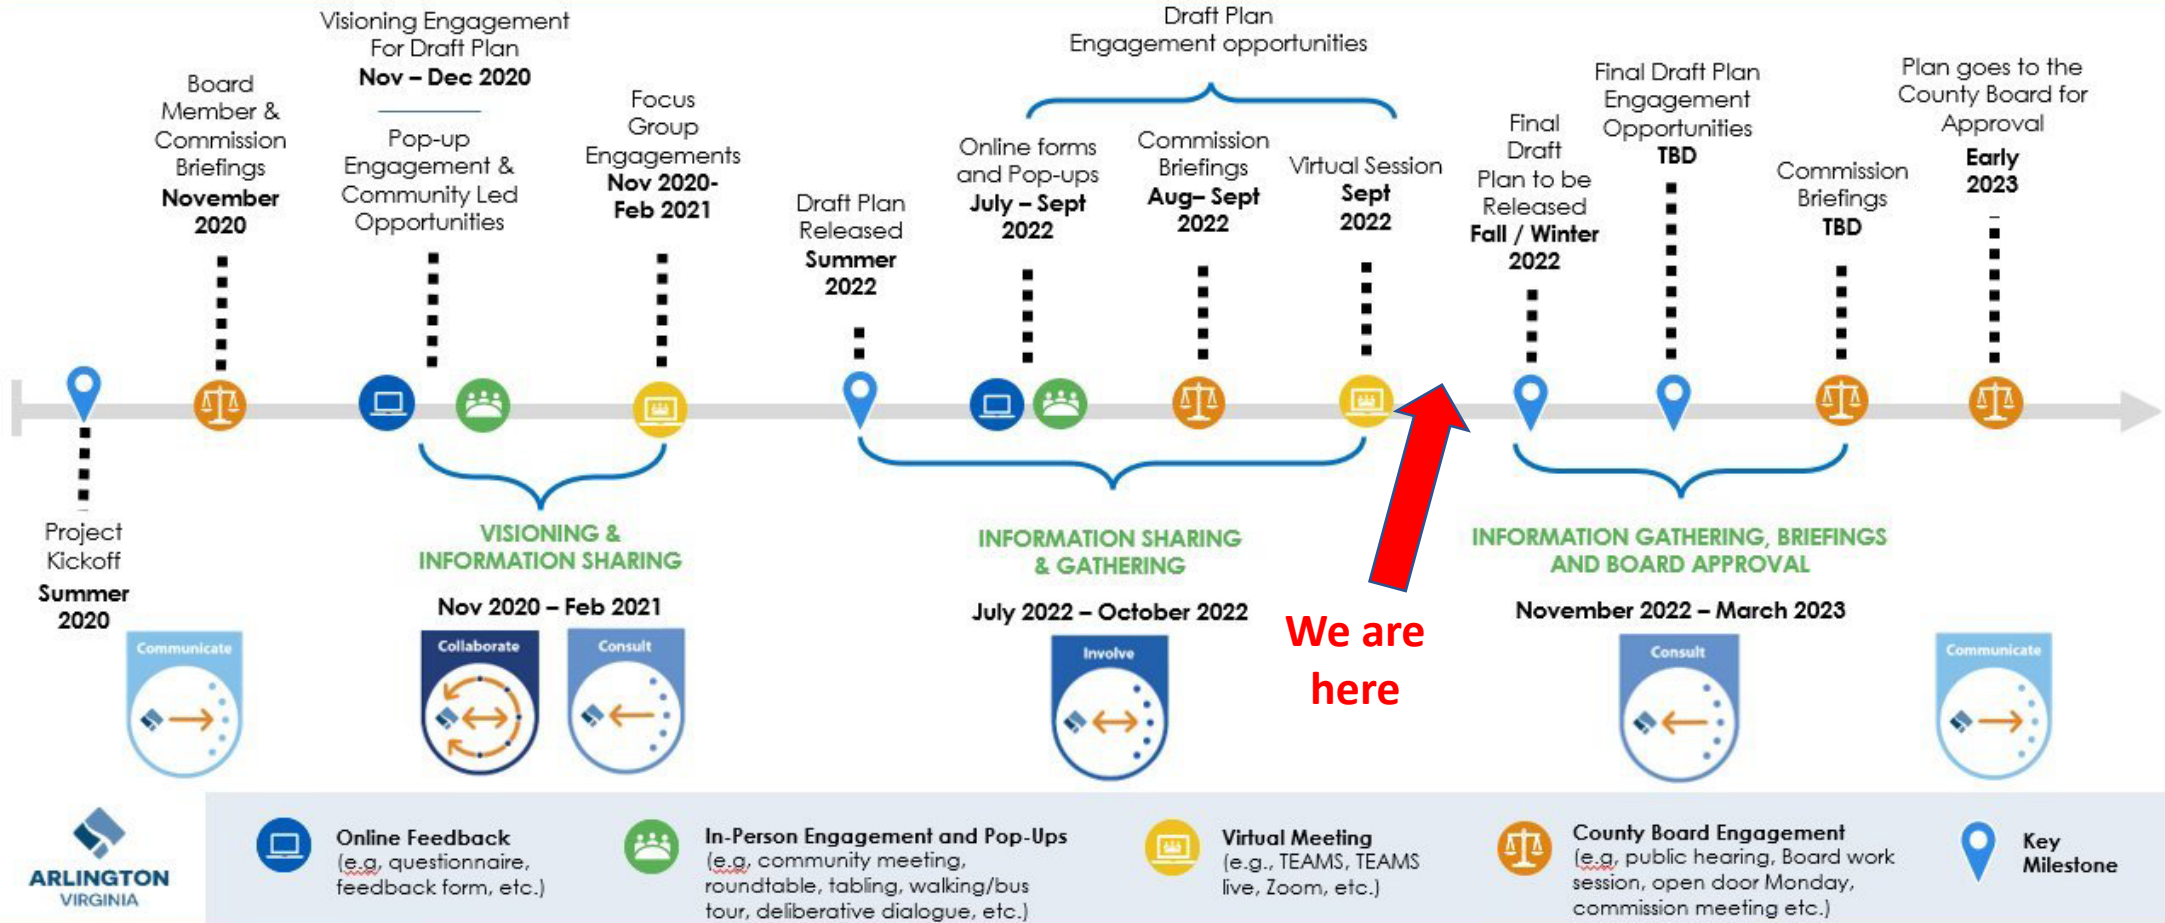 Board
Member &
Commission
Briefings
November
2020
Visioning Engagement
For Draft Plan
Nov – Dec 2020
Pop-up
Engagement &
Community Led
Opportunities
Focus
Group
Engagements
Nov 2020-
Feb 2021
Draft Plan
Released
Summer
2022
Draft Plan
Engagement opportunities
Online forms
and Pop-ups
July – Sept
2022
Commission
Briefings
Aug– Sept
2022
Virtual Session
Sept
2022
Final
Draft
Plan to be
Released
Fall / Winter
2022
Final Draft Plan
Engagement
Opportunities
TBD
Commission
Briefings
TBD
Plan goes to the
County Board for
Approval
Early
2023
Project
Kickoff
Summer
2020
VISIONING &
INFORMATION SHARING
Nov 2020 – Feb 2021
INFORMATION SHARING
& GATHERING
July 2022 – October 2022
We are
here
INFORMATION GATHERING, BRIEFINGS
AND BOARD APPROVAL
November 2022 – March 2023
Communicate
Collaborate
Consult
Involve
Consult
Communicate
ARLINGTON
VIRGINIA
Online Feedback
(e.g, questionnaire,
feedback form, etc.)
In-Person Engagement and Pop-Ups
(e.g, community meeting,
roundtable, tabling, walking/bus
tour, deliberative dialogue, etc.)
Virtual Meeting
(e.g., TEAMS, TEAMS
live, Zoom, etc.)
County Board Engagement
(e.g, public hearing, Board work
session, open door Monday,
commission meeting etc.)
Key
Milestone